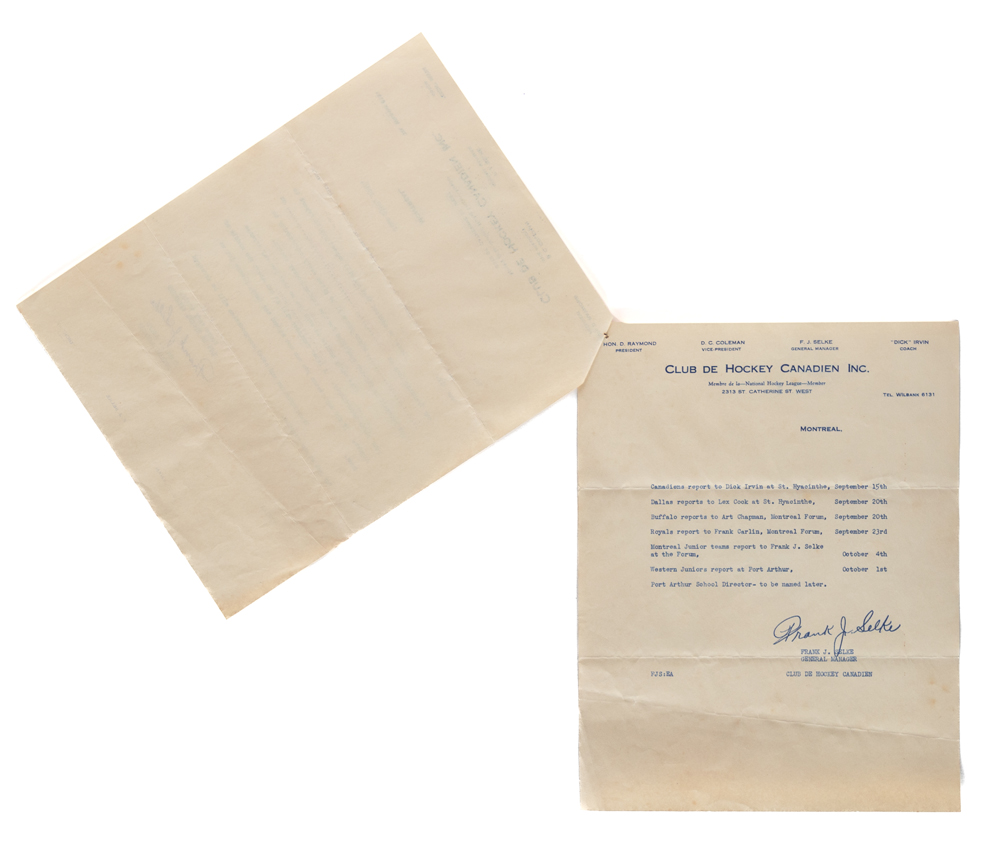 HON. D. RAYMOND
PRESIDENT
D. C. COLEMAN
VICE-PRESIDENT
F. J. SELKE
GENERAL MANAGER
"DICK" IRVIN
COACH
CLUB DE HOCKEY CANADIEN INC.
Membre de la—National Hockey League—Member
2313 ST. CATHERINE ST. WEST
TEL. WILBANK 6131
MONTREAL,
Canadiens report to Dick Irvin at St. Hyacinthe, September 15th
Dallas reports to Lex Cook at St. Hyacinthe, September 20th
Buffalo reports to Art Chapman, Montreal Forum, September 20th
Royals report to Frank Carlin, Montreal Forum, September 23rd
Montreal Junior teams report to Frank J. Selke
at the Forum, October 4th
Western Juniors report at Port Arthur, October 1st
Port Arthur School Director- to be named later.
Frank J. Selke
FRANK J. SELKE
GENERAL MANAGER
FJS:EA CLUB DE HOCKEY CANADIEN
CLUB DE HOCKEY CANADIEN INC.